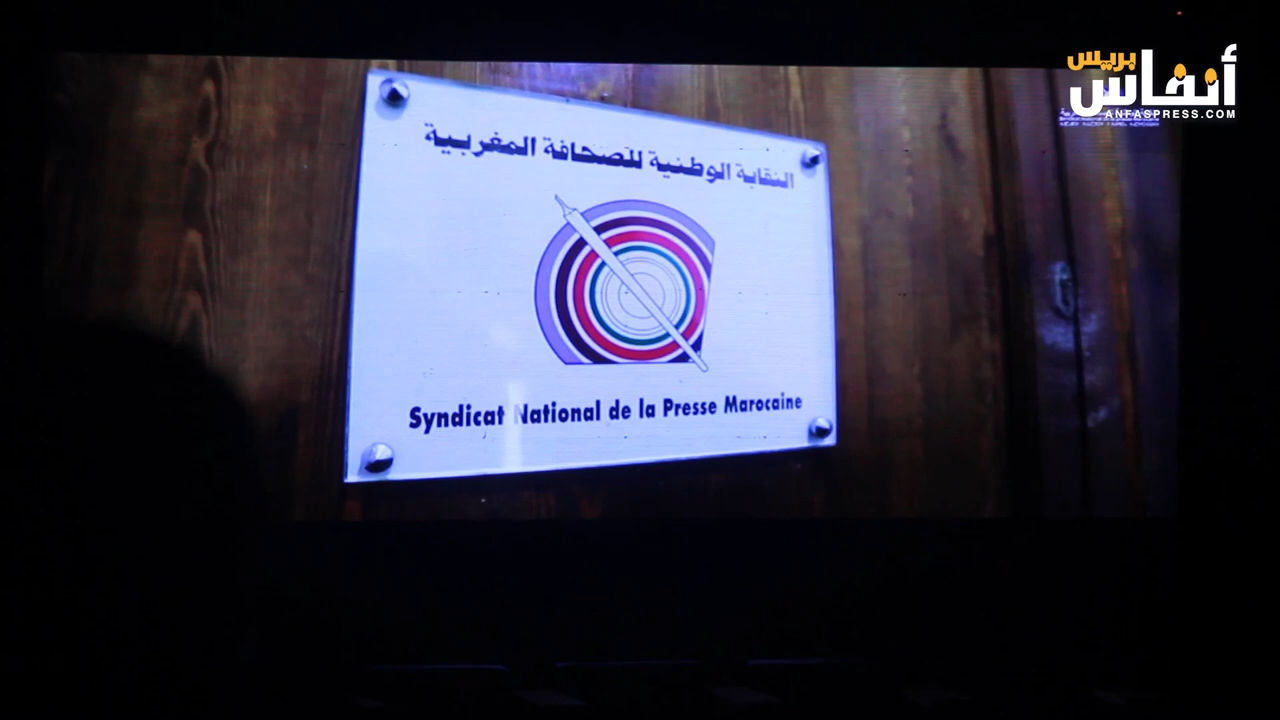 بريس
أنفاس
ANFASPRESS.COM
النقابة الوطنية للصحافة المغربية
Syndicat National de la Presse Marocaine